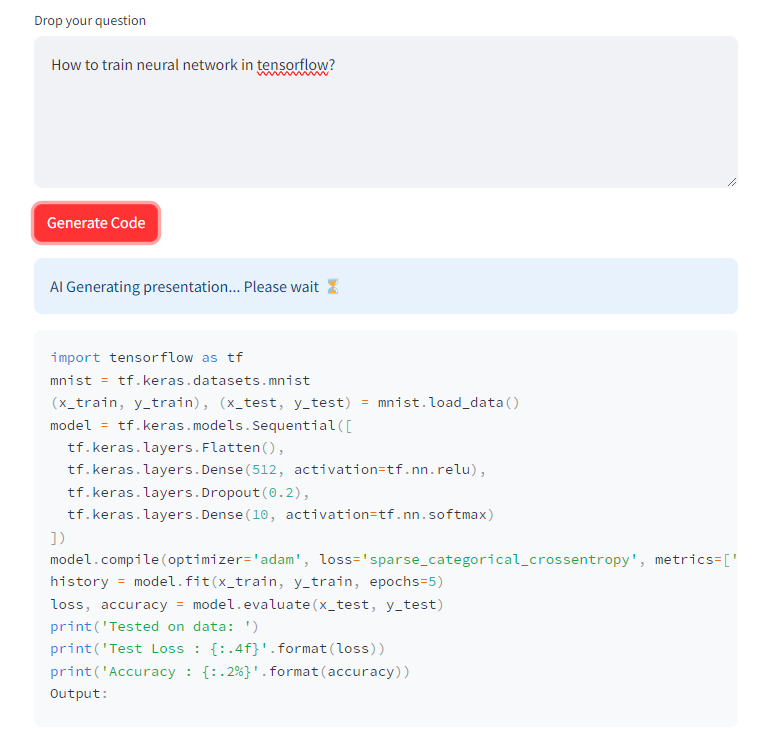 Drop your question
How to train neural network in tensorflow?
Generate Code
AI Generating presentation... Please wait ⏳
import tensorflow as tf
mnist = tf.keras.datasets.mnist
(x_train, y_train), (x_test, y_test) = mnist.load_data()
model = tf.keras.models.Sequential([
  tf.keras.layers.Flatten(),
  tf.keras.layers.Dense(512, activation=tf.nn.relu),
  tf.keras.layers.Dropout(0.2),
  tf.keras.layers.Dense(10, activation=tf.nn.softmax)
])
model.compile(optimizer='adam', loss='sparse_categorical_crossentropy', metrics=['
history = model.fit(x_train, y_train, epochs=5)
loss, accuracy = model.evaluate(x_test, y_test)
print('Tested on data: ')
print('Test Loss : {:.4f}'.format(loss))
print('Accuracy : {:.2%}'.format(accuracy))
Output: